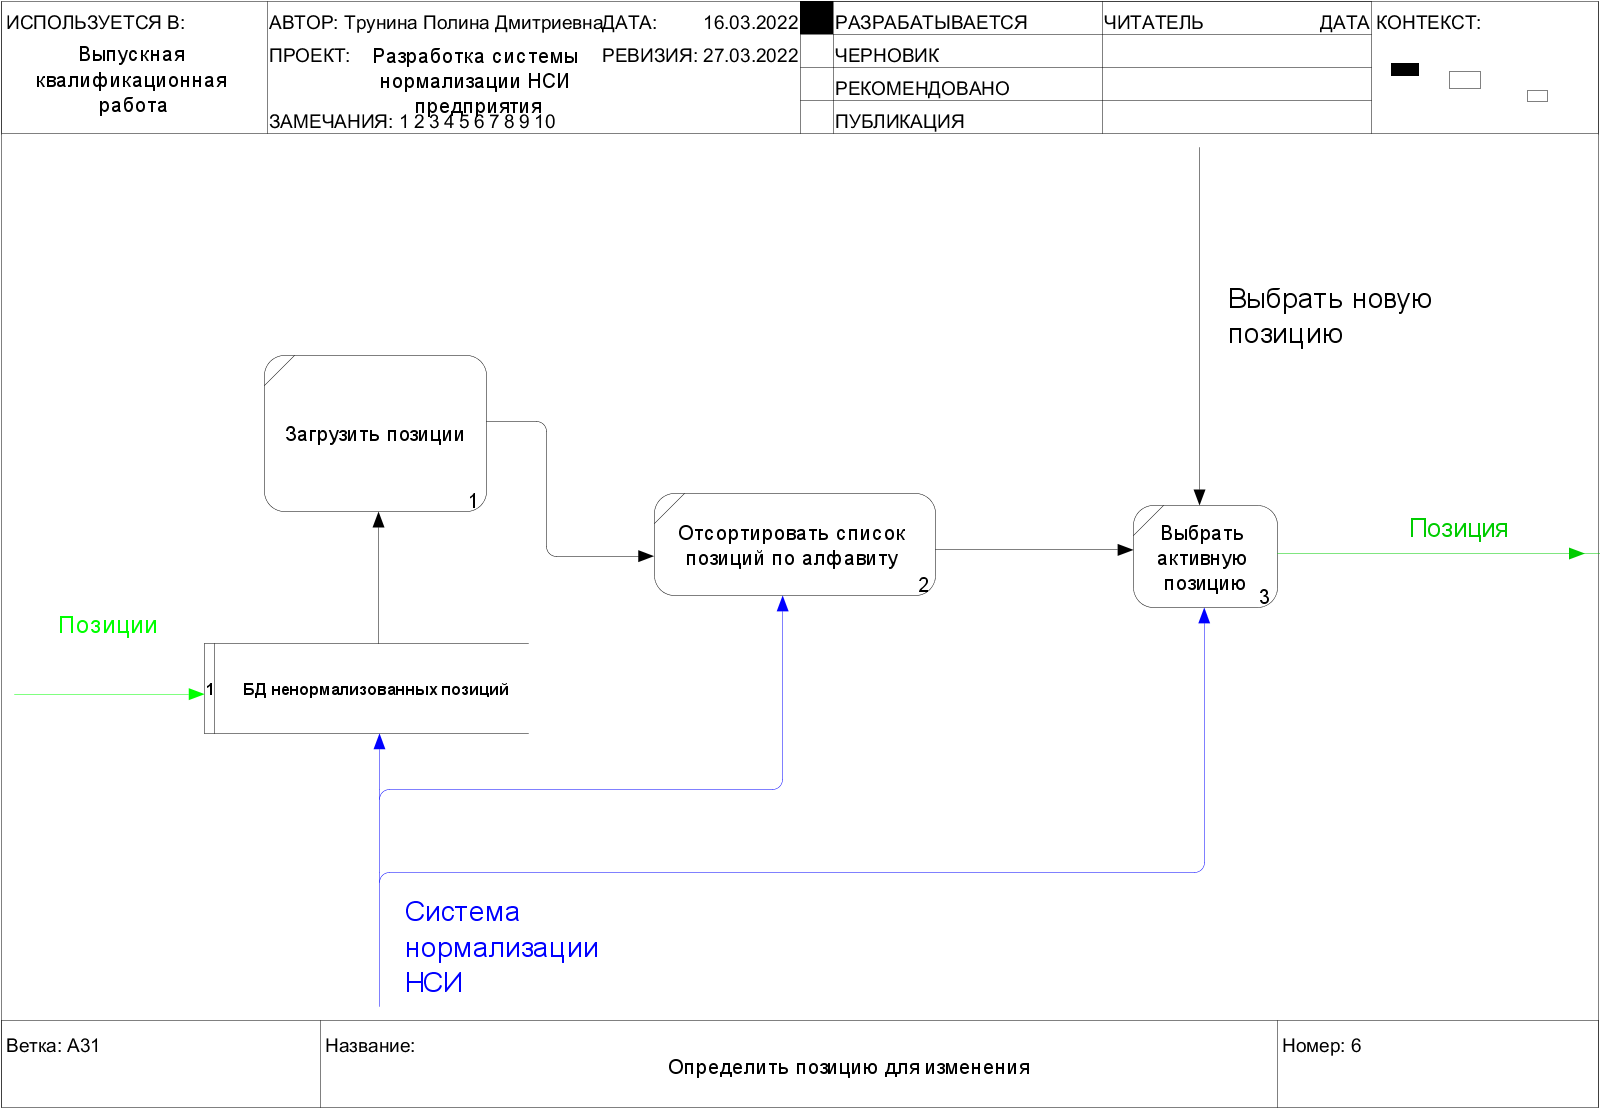 ИСПОЛЬЗУЕТСЯ В:
Выпускная
квалификационная
работа
АВТОР: Трунина Полина Дмитриевна
ДАТА: 16.03.2022
ПРОЕКТ: Разработка системы
нормализации НСИ
предприятия
РЕВИЗИЯ: 27.03.2022
ЗАМЕЧАНИЯ: 1 2 3 4 5 6 7 8 9 10
РАЗРАБАТЫВАЕТСЯ
ЧЕРНОВИК
РЕКОМЕНДОВАНО
ПУБЛИКАЦИЯ
ЧИТАТЕЛЬ ДАТА
КОНТЕКСТ:
Выбрать новую
позицию
Загрузить позиции
1
Отсортировать список
позиций по алфавиту
2
Выбрать
активную
позицию
3
Позиция
Позиции
1 БД ненормализованных позиций
Система
нормализации
НСИ
Ветка: A31
Название:
Определить позицию для изменения
Номер: 6